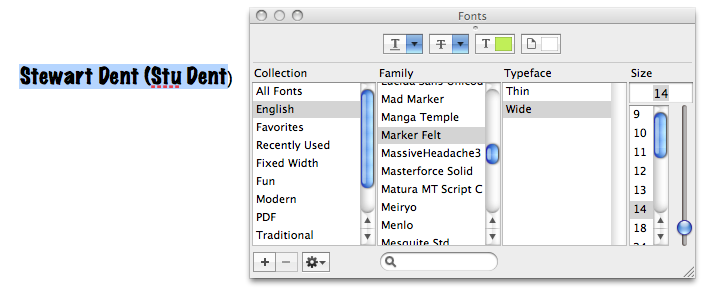 Fonts
T T T
Stewart Dent (Stu Dent)
Collection Family Typeface Size
All Fonts
English
Favorites
Recently Used
Fixed Width
Fun
Modern
PDF
Traditional
Mad Marker
Manga Temple
Marker Felt
MassiveHeadache3
Masterforce Solid
Matura MT Script C
Meiryo
Menlo
Mesquite Std
Thin
Wide
14
9
10
11
12
13
14
18